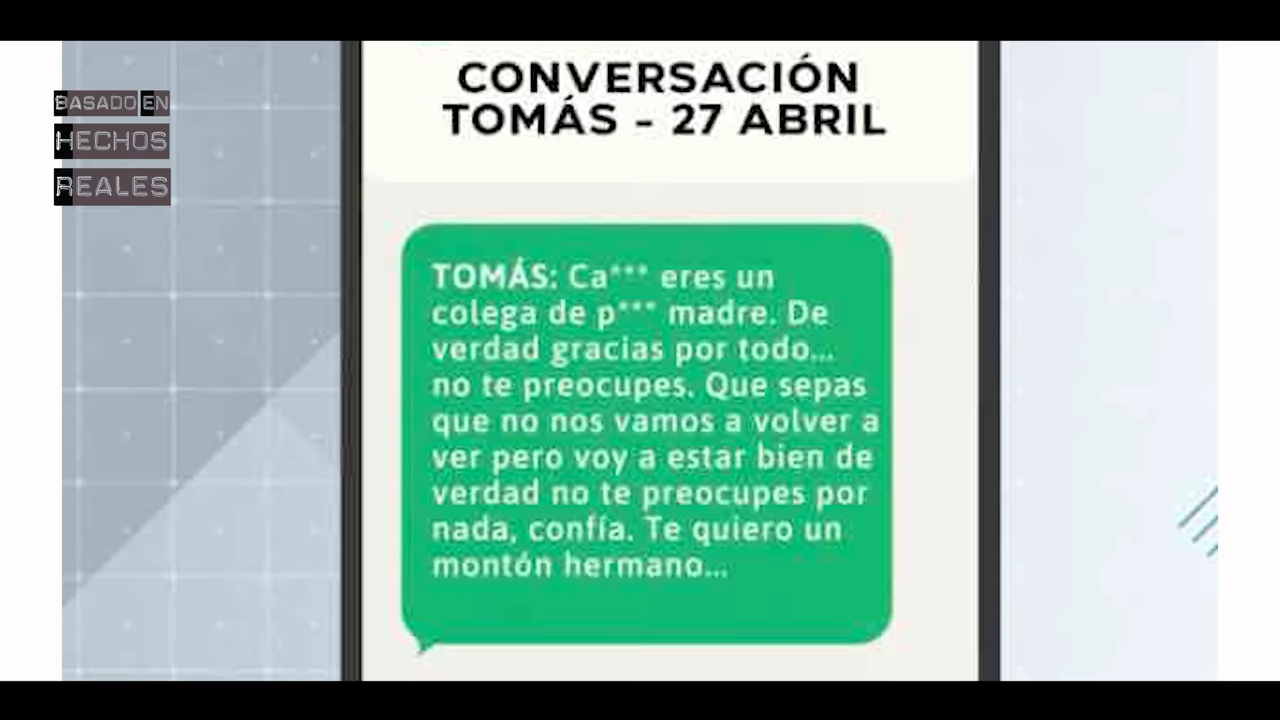 BASADO EN
HECHOS
REALES
CONVERSACIÓN
TOMÁS - 27 ABRIL
TOMÁS: Ca*** eres un
colega de p*** madre. De
verdad gracias por todo...
no te preocupes. Que sepas
que no nos vamos a volver a
ver pero voy a estar bien de
verdad no te preocupes por
nada, confía. Te quiero un
montón hermano...